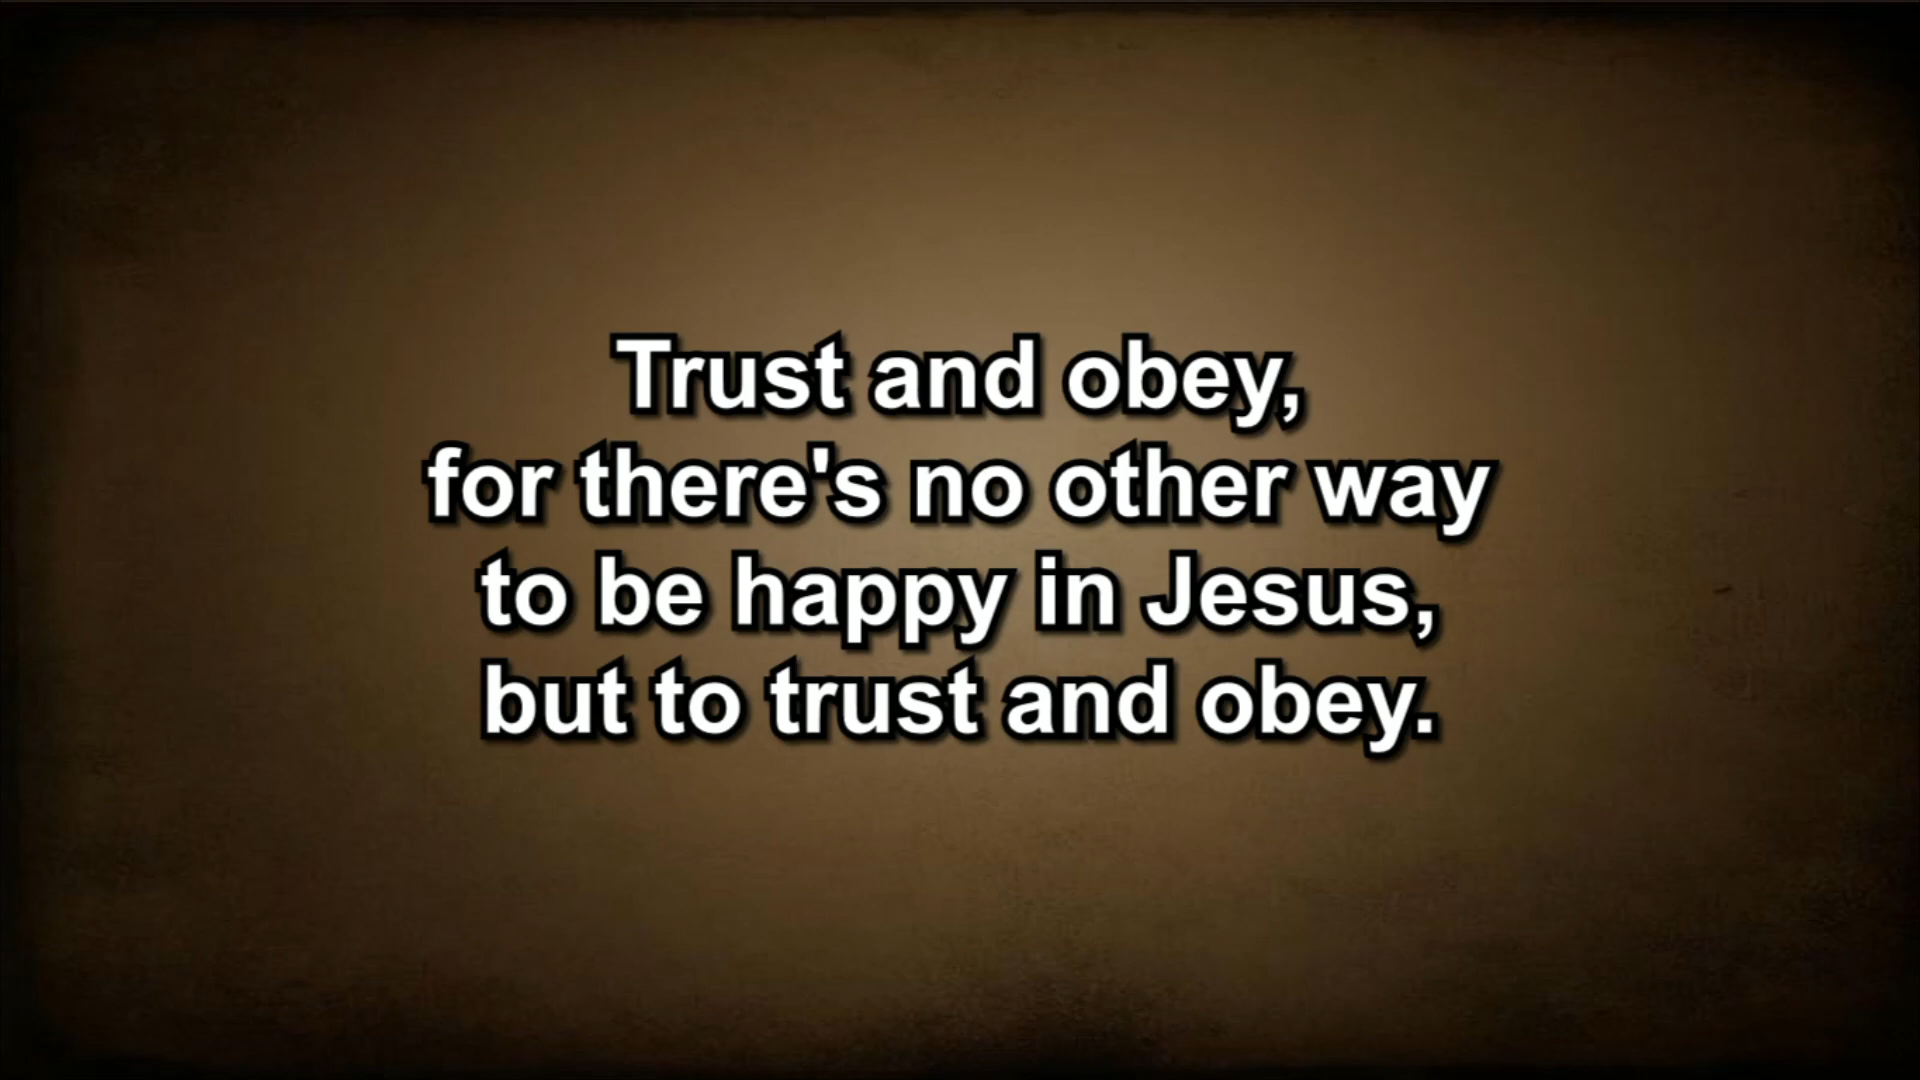 Trust and obey,
for there's no other way
to be happy in Jesus,
but to trust and obey.